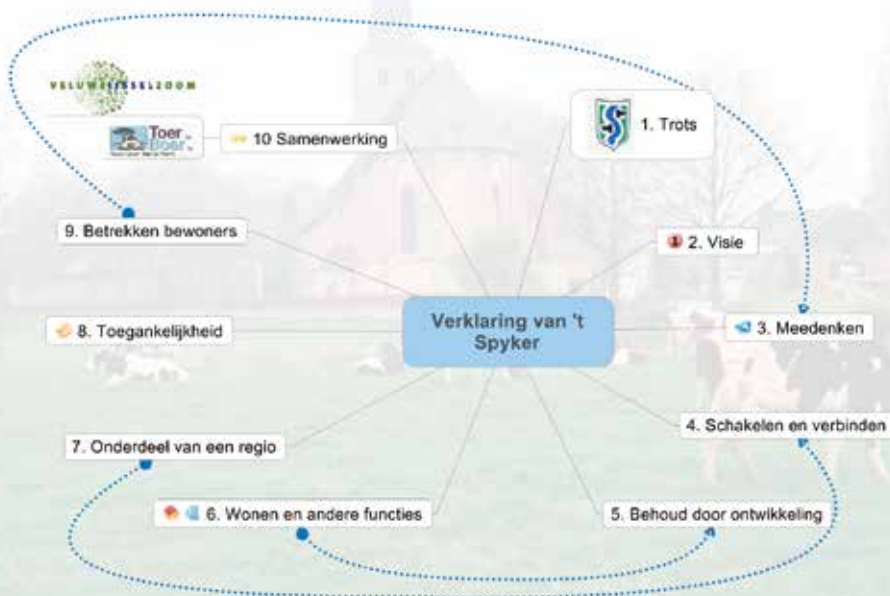 VELUWEIJSSELZOOM
Toer
Boer
10 Samenwerking
1. Trots
9. Betrekken bewoners
2. Visie
Verklaring van 't
Spyker
8. Toegankelijkheid
3. Meedenken
7. Onderdeel van een regio
4. Schakelen en verbinden
6. Wonen en andere functies
5. Behoud door ontwikkeling